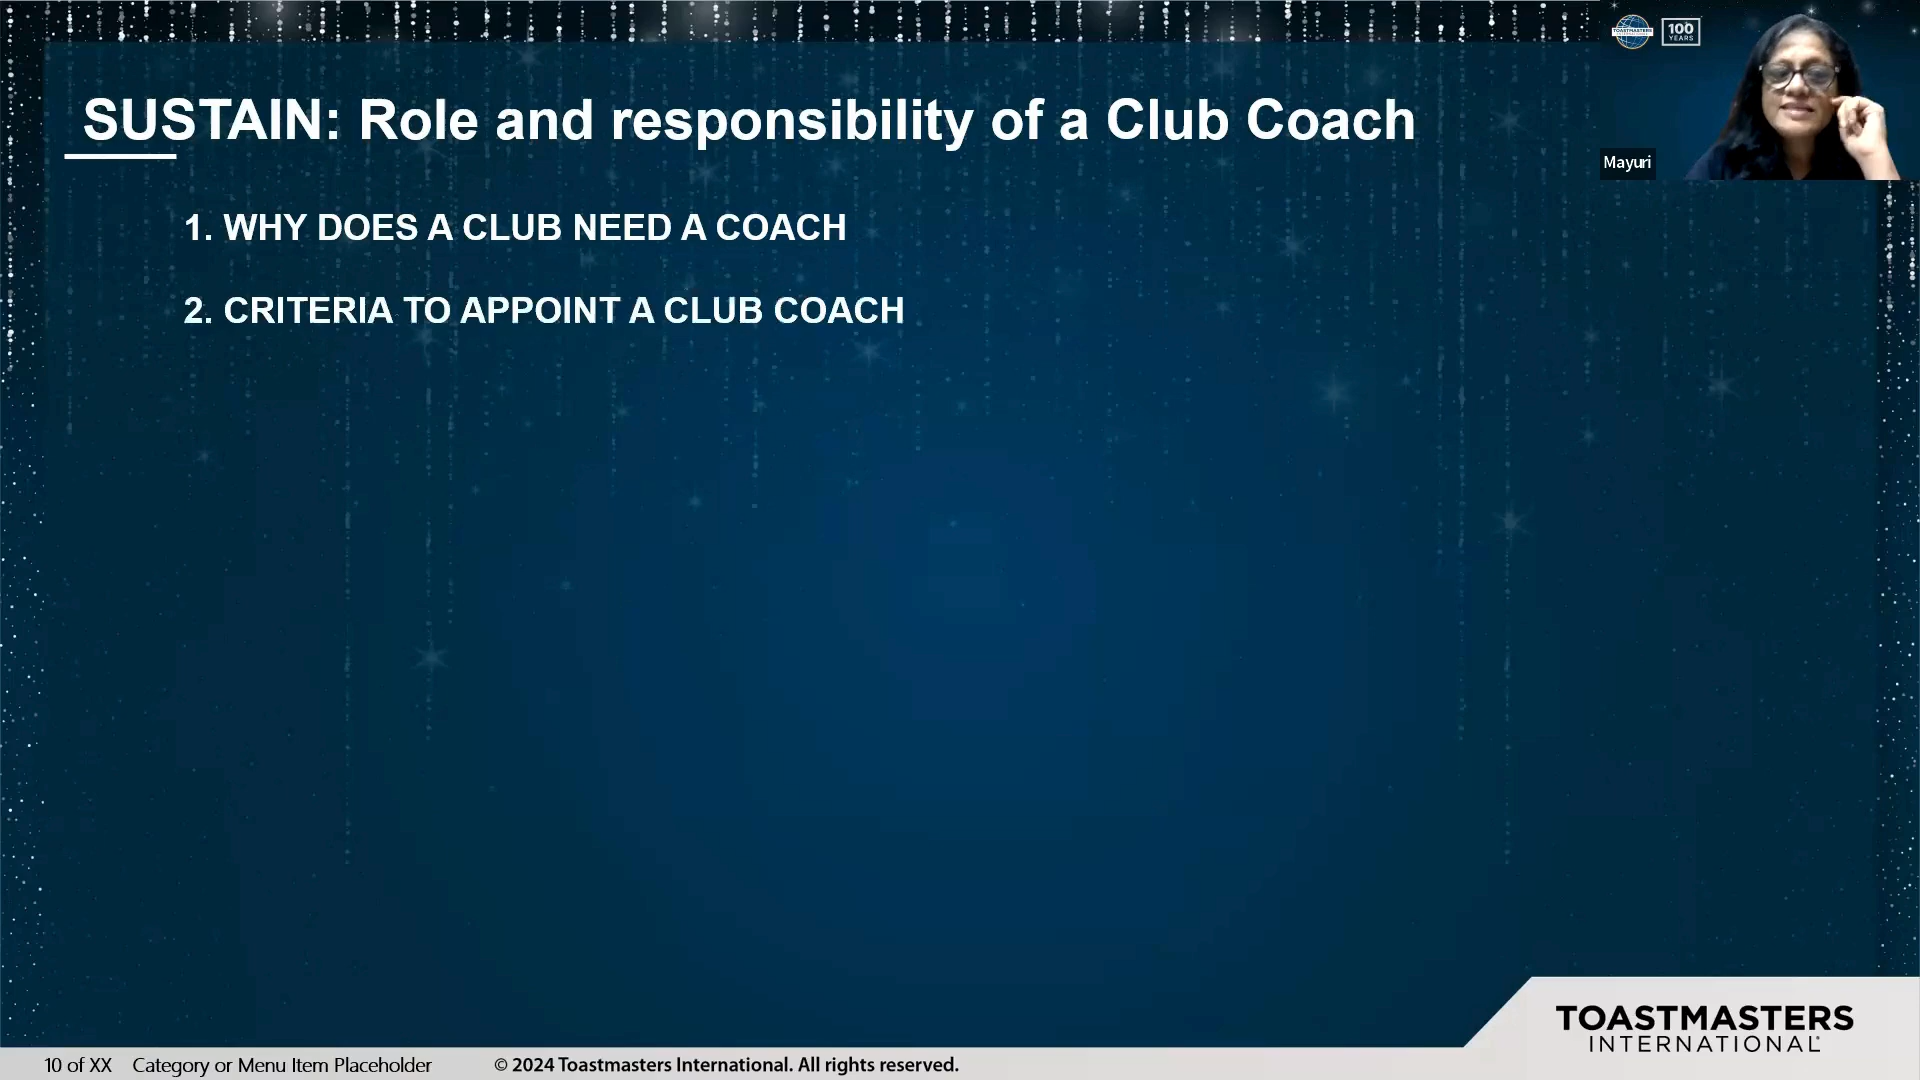 TOASTMASTERS
100
YEARS
SUSTAIN: Role and responsibility of a Club Coach
Mayuri
1. WHY DOES A CLUB NEED A COACH
2. CRITERIA TO APPOINT A CLUB COACH
TOASTMASTERS
INTERNATIONAL
10 of XX Category or Menu Item Placeholder © 2024 Toastmasters International. All rights reserved.